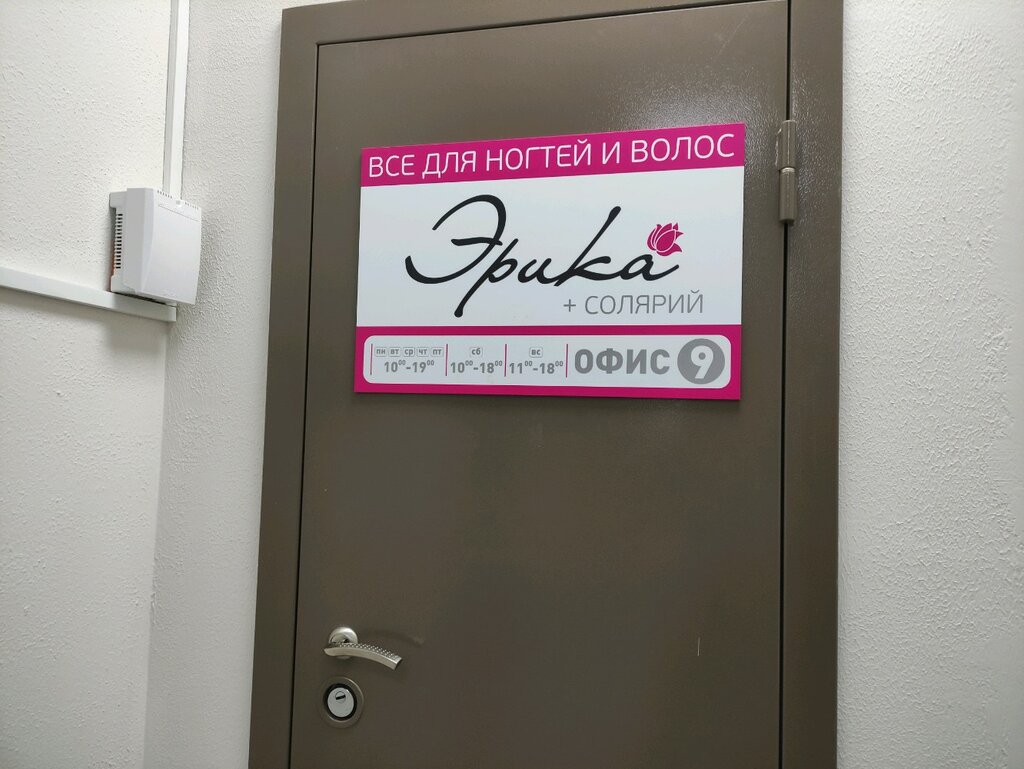 ВСЕ ДЛЯ НОГТЕЙ И ВОЛОС
Эрика
+ СОЛЯРИЙ
пн вт ср чт пт сб вс
10⁰⁰-19⁰⁰ 10⁰⁰-18⁰⁰ 11⁰⁰-18⁰⁰ ОФИС 9